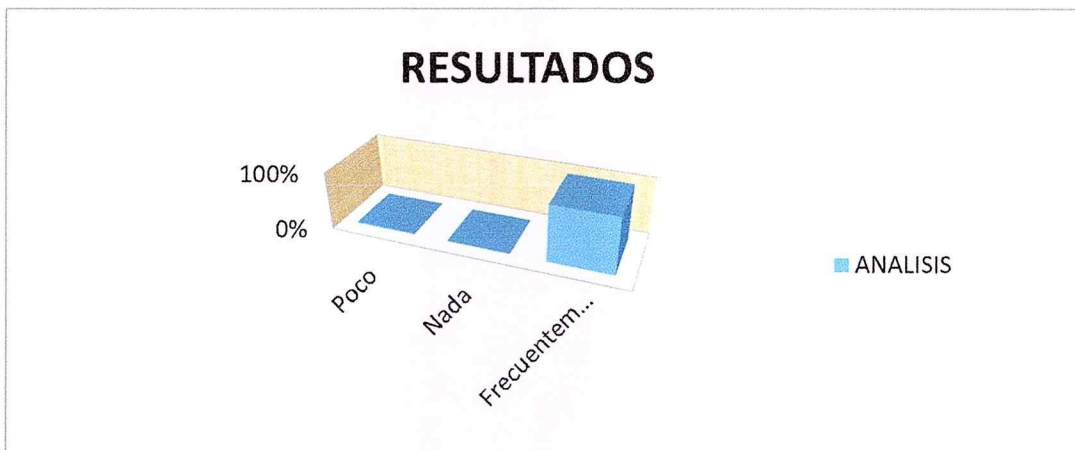 RESULTADOS
100%
0%
Poco
Nada
Frecuentem...
ANALISIS